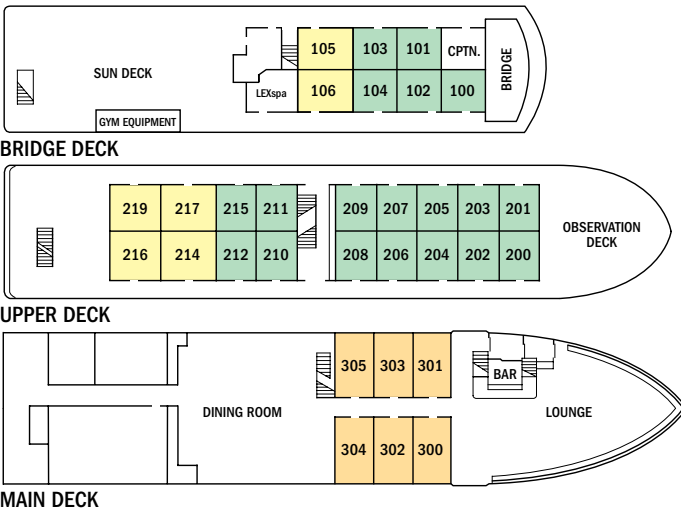 105 103 101 CPTN.
SUN DECK
BRIDGE
LEXspa 106 104 102 100
GYM EQUIPMENT
BRIDGE DECK
219 217 215 211 209 207 205 203 201
OBSERVATION
DECK
216 214 212 210 208 206 204 202 200
UPPER DECK
305 303 301
BAR
DINING ROOM
LOUNGE
304 302 300
MAIN DECK